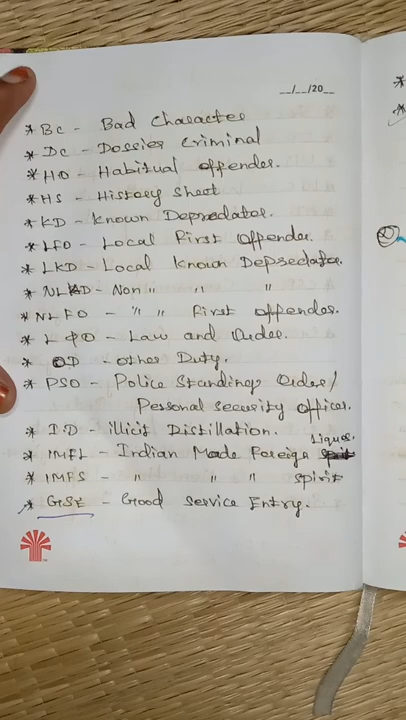 __/__/20__
* BC - Bad Character
* DC - Dossier Criminal
* HO - Habitual offender.
* HS - History Sheet
* KD - Known Depredator.
* LFO - Local First Offender.
* LKD - Local Known Depredator.
* NLKD - Non " " "
* NLFO - " " First offender.
* L & O - Law and Order.
* OD - other Duty.
* PSO - Police Standing Order/
Personal security officer.
* ID - illicit Distillation.
* IMFL - Indian Made Foreign Liquor.
* IMFS - " " " spirit
* GSE - Good Service Entry.